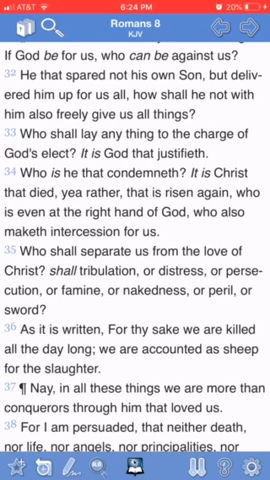 AT&T
6:24 PM
20%
Romans 8
KJV
If God be for us, who can be against us?
32 He that spared not his own Son, but deliv-
ered him up for us all, how shall he not with
him also freely give us all things?
33 Who shall lay any thing to the charge of
God's elect? It is God that justifieth.
34 Who is he that condemneth? It is Christ
that died, yea rather, that is risen again, who
is even at the right hand of God, who also
maketh intercession for us.
35 Who shall separate us from the love of
Christ? shall tribulation, or distress, or perse-
cution, or famine, or nakedness, or peril, or
sword?
36 As it is written, For thy sake we are killed
all the day long; we are accounted as sheep
for the slaughter.
37 ¶ Nay, in all these things we are more than
conquerors through him that loved us.
38 For I am persuaded, that neither death,
nor life, nor angels, nor principalities, nor